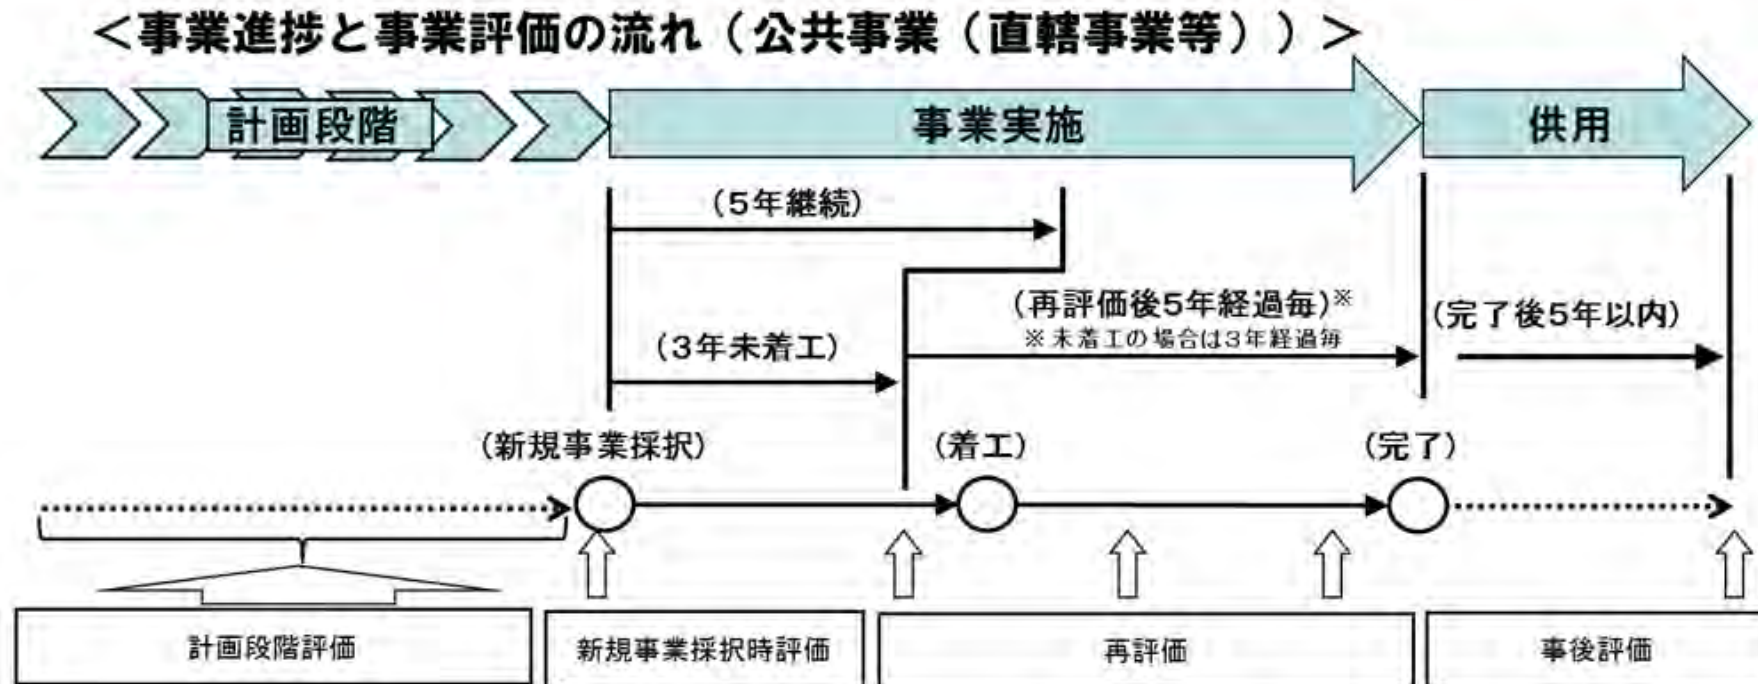 ＜事業進捗と事業評価の流れ（公共事業（直轄事業等））＞
計画段階
事業実施
供用
(5年継続)
(再評価後5年経過毎)※
※未着工の場合は3年経過毎
(完了後5年以内)
(3年未着工)
(新規事業採択)
(着工)
(完了)
計画段階評価
新規事業採択時評価
再評価
事後評価